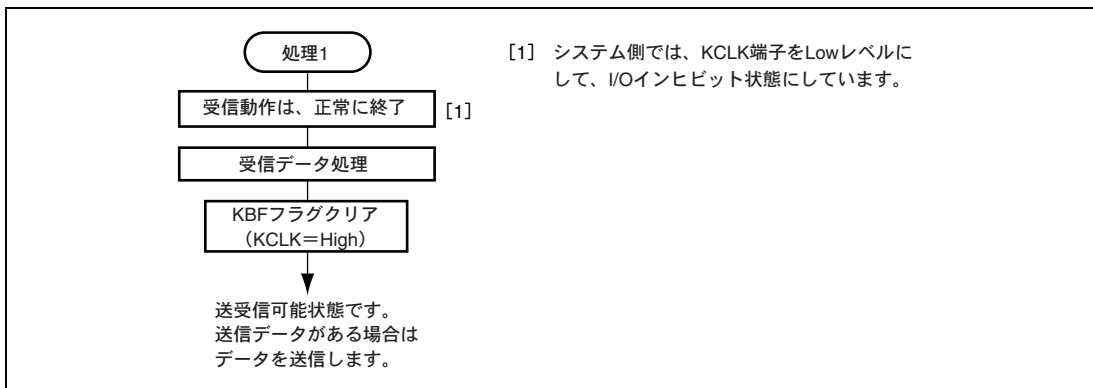 処理1
受信動作は、正常に終了 [1]
受信データ処理
KBFフラグクリア
（KCLK＝High）
送受信可能状態です。
送信データがある場合は
データを送信します。
[1] システム側では、KCLK端子をLowレベルに
して、I/Oインヒビット状態にしています。